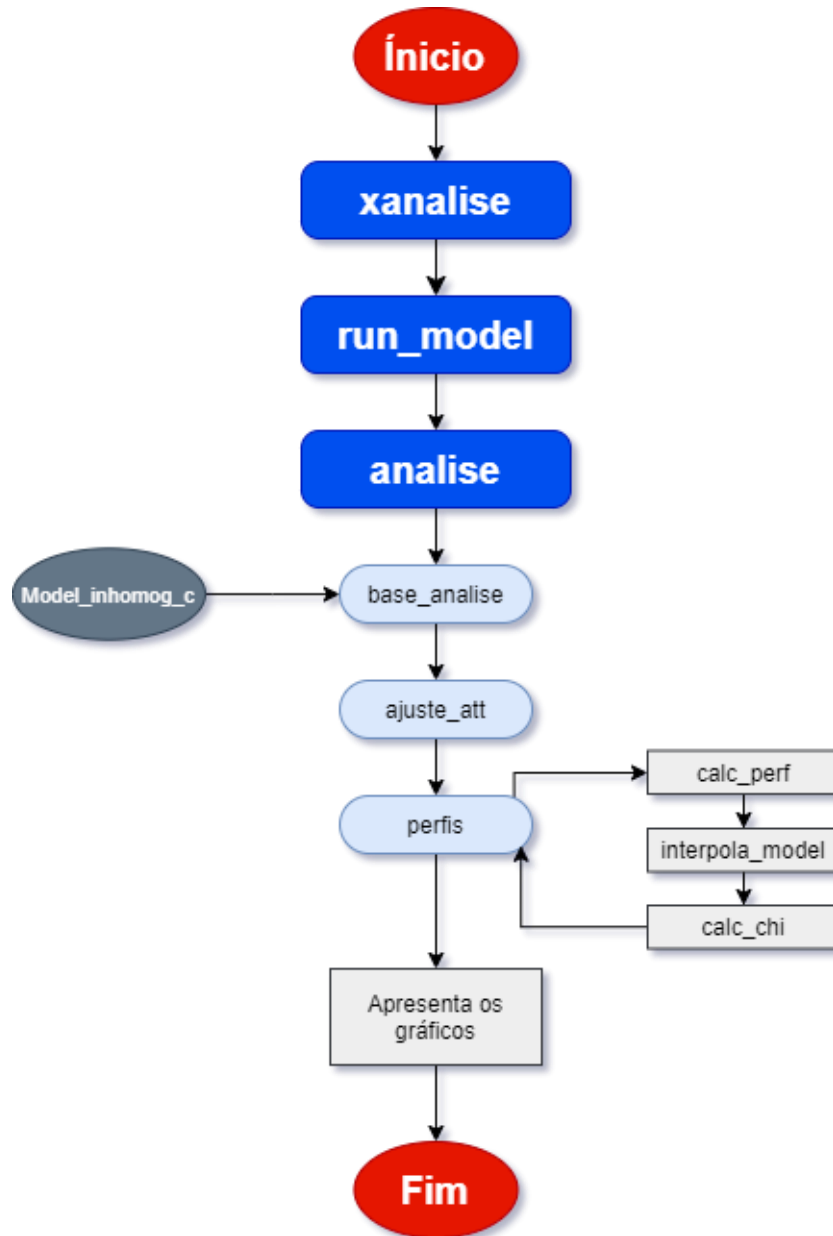 Ínicio
xanalise
run_model
analise
Model_inhomog_c
base_analise
ajuste_att
perfis
calc_perf
interpola_model
calc_chi
Apresenta os
gráficos
Fim